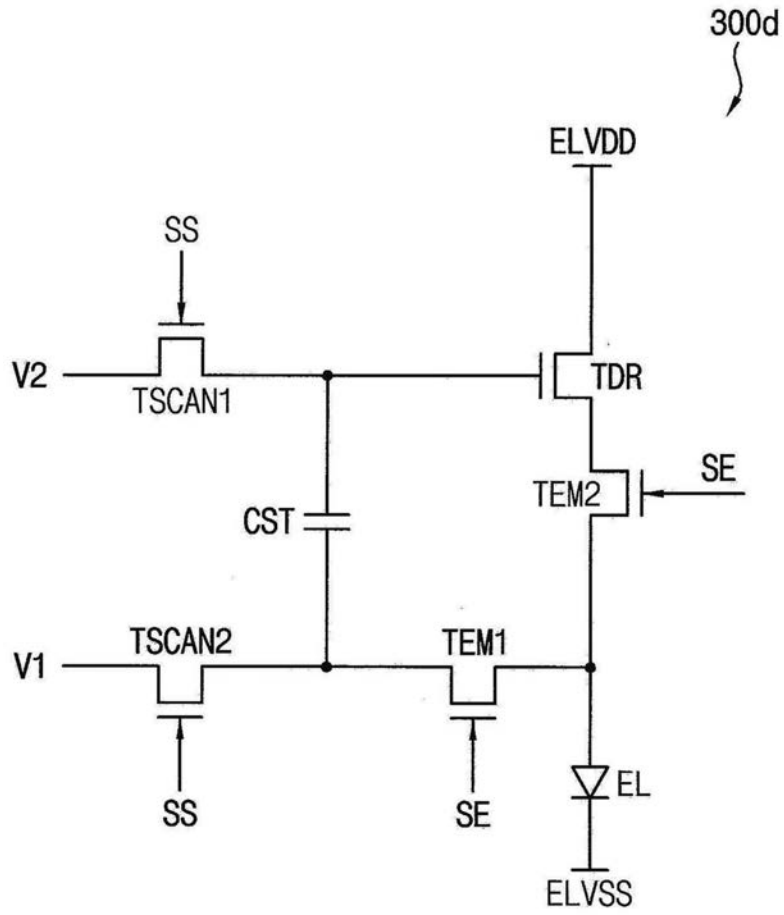 300d
ELVDD
SS
V2
TSCAN1
TDR
SE
TEM2
CST
TSCAN2
TEM1
V1
SS
SE
EL
ELVSS